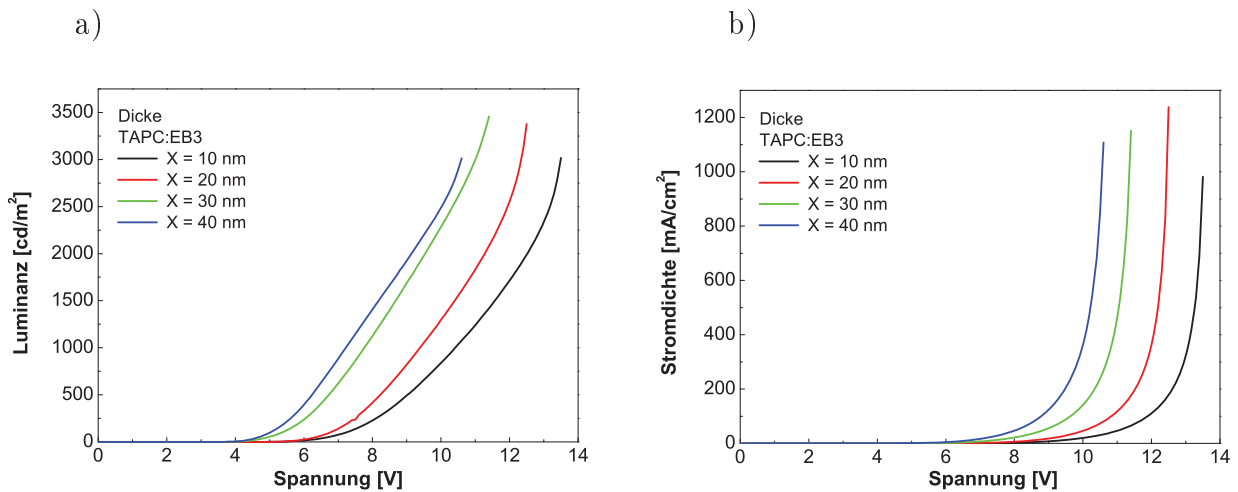 a)
Luminanz [cd/m²]
3500
3000
2500
2000
1500
1000
500
0
Dicke
TAPC:EB3
X = 10 nm
X = 20 nm
X = 30 nm
X = 40 nm
0 2 4 6 8 10 12 14
Spannung [V]
b)
Stromdichte [mA/cm²]
1200
1000
800
600
400
200
0
Dicke
TAPC:EB3
X = 10 nm
X = 20 nm
X = 30 nm
X = 40 nm
0 2 4 6 8 10 12 14
Spannung [V]